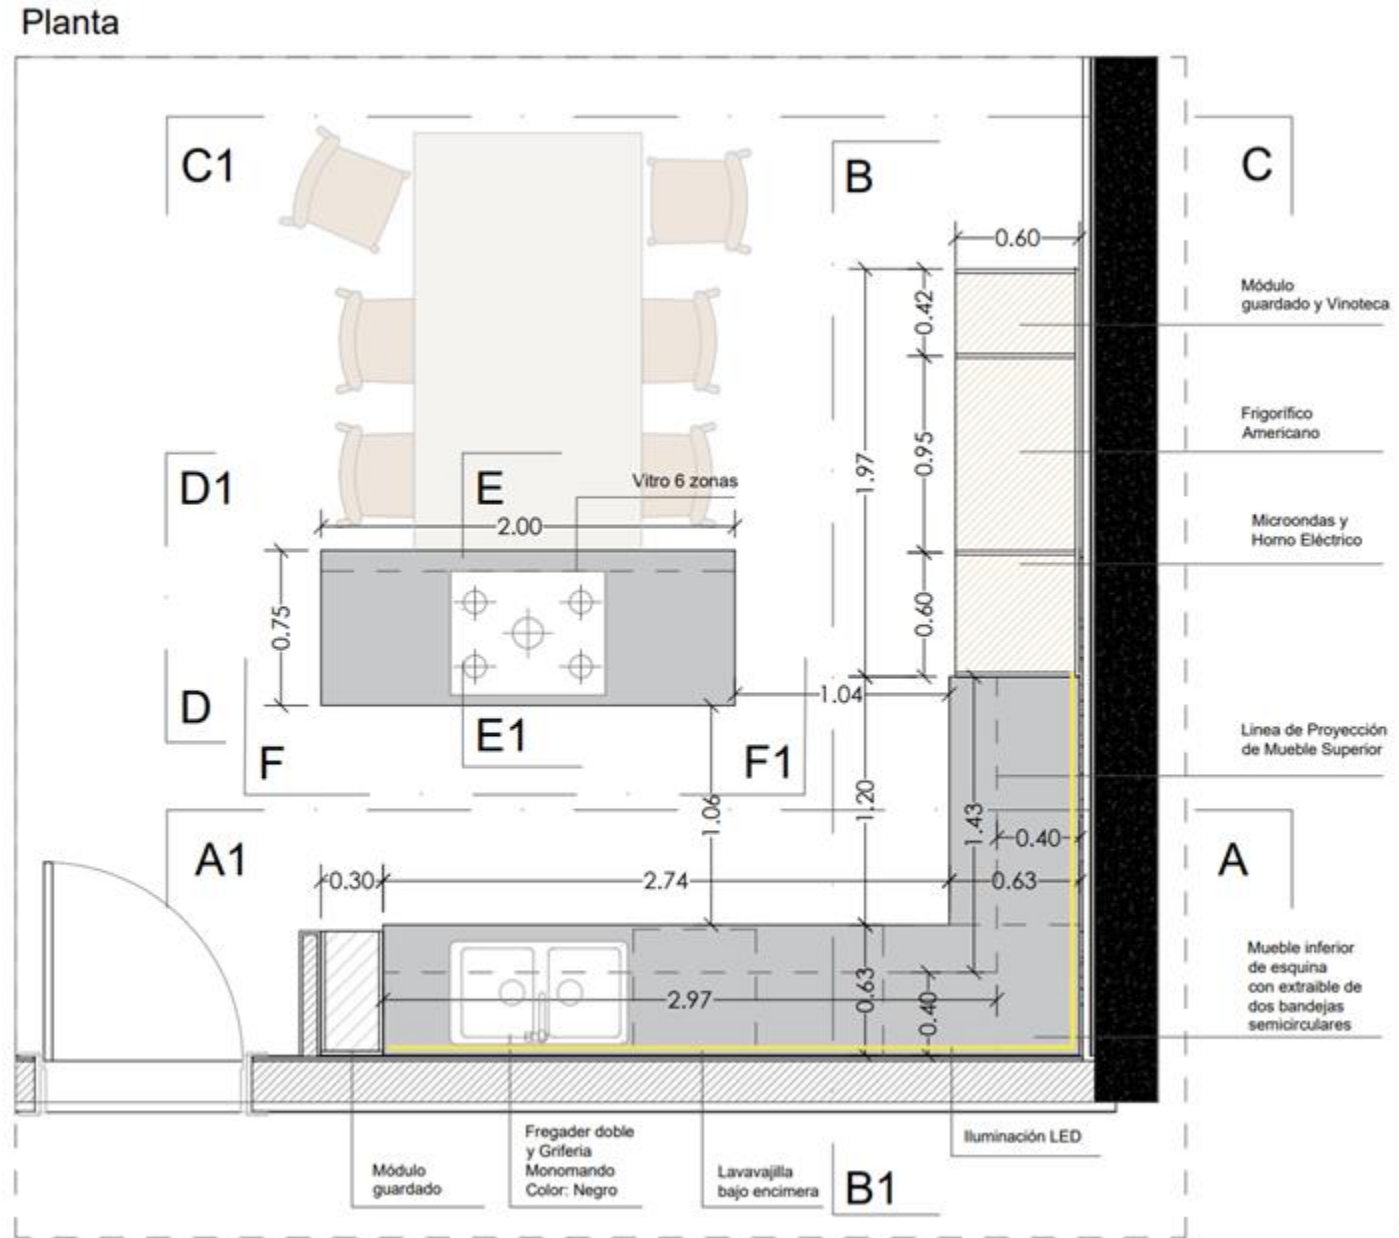 Planta
C1
B
C
0.60
Módulo
guardado y Vinoteca
0.42
Frigorífico
Americano
0.95
1.97
D1
E
Vitro 6 zonas
2.00
Microondas y
Horno Eléctrico
0.60
0.75
D
E1
1.04
F
F1
Linea de Proyección
de Mueble Superior
1.06
1.20
1.43
0.40
A1
A
0.30
2.74
0.63
Mueble inferior
de esquina
con extraible de
dos bandejas
semicirculares
2.97
0.63
0.40
Módulo
guardado
Fregader doble
y Griferia
Monomando
Color: Negro
Lavavajilla
bajo encimera
B1
Iluminación LED